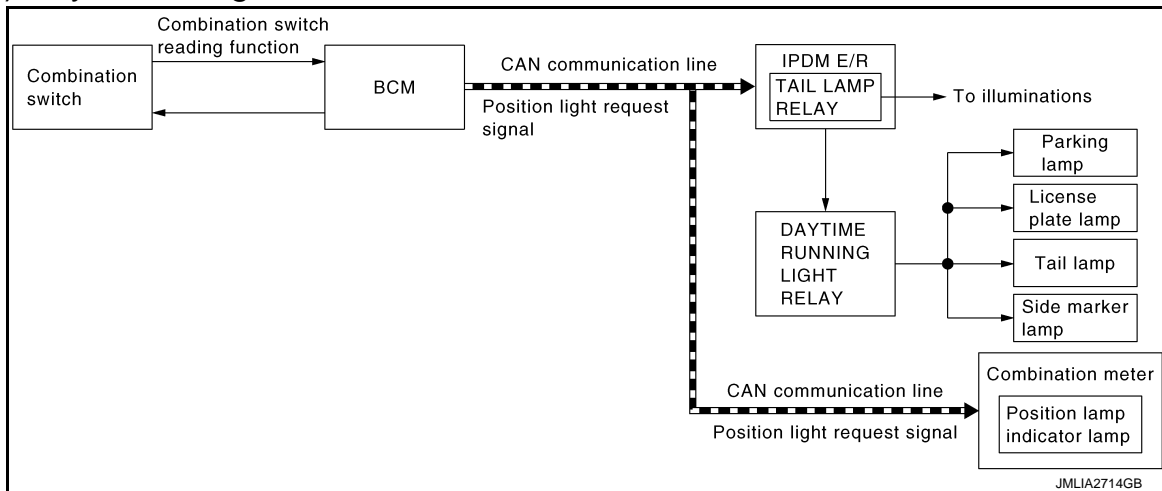 Combination switch
reading function
Combination
switch
BCM
CAN communication line
Position light request
signal
IPDM E/R
TAIL LAMP
RELAY
To illuminations
Parking
lamp
License
plate lamp
DAYTIME
RUNNING
LIGHT
RELAY
Tail lamp
Side marker
lamp
CAN communication line
Position light request signal
Combination meter
Position lamp
indicator lamp
JMLIA2714GB